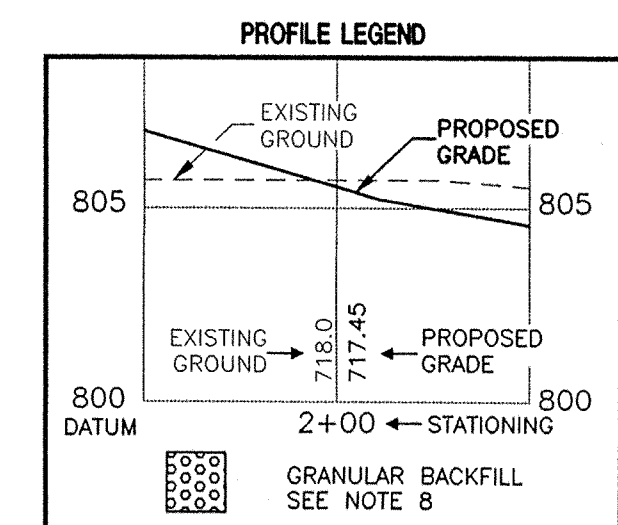 PROFILE LEGEND
EXISTING
GROUND
PROPOSED
GRADE
805
805
EXISTING
GROUND
718.0
717.45
PROPOSED
GRADE
800
800
DATUM
2+00
STATIONING
GRANULAR BACKFILL
SEE NOTE 8